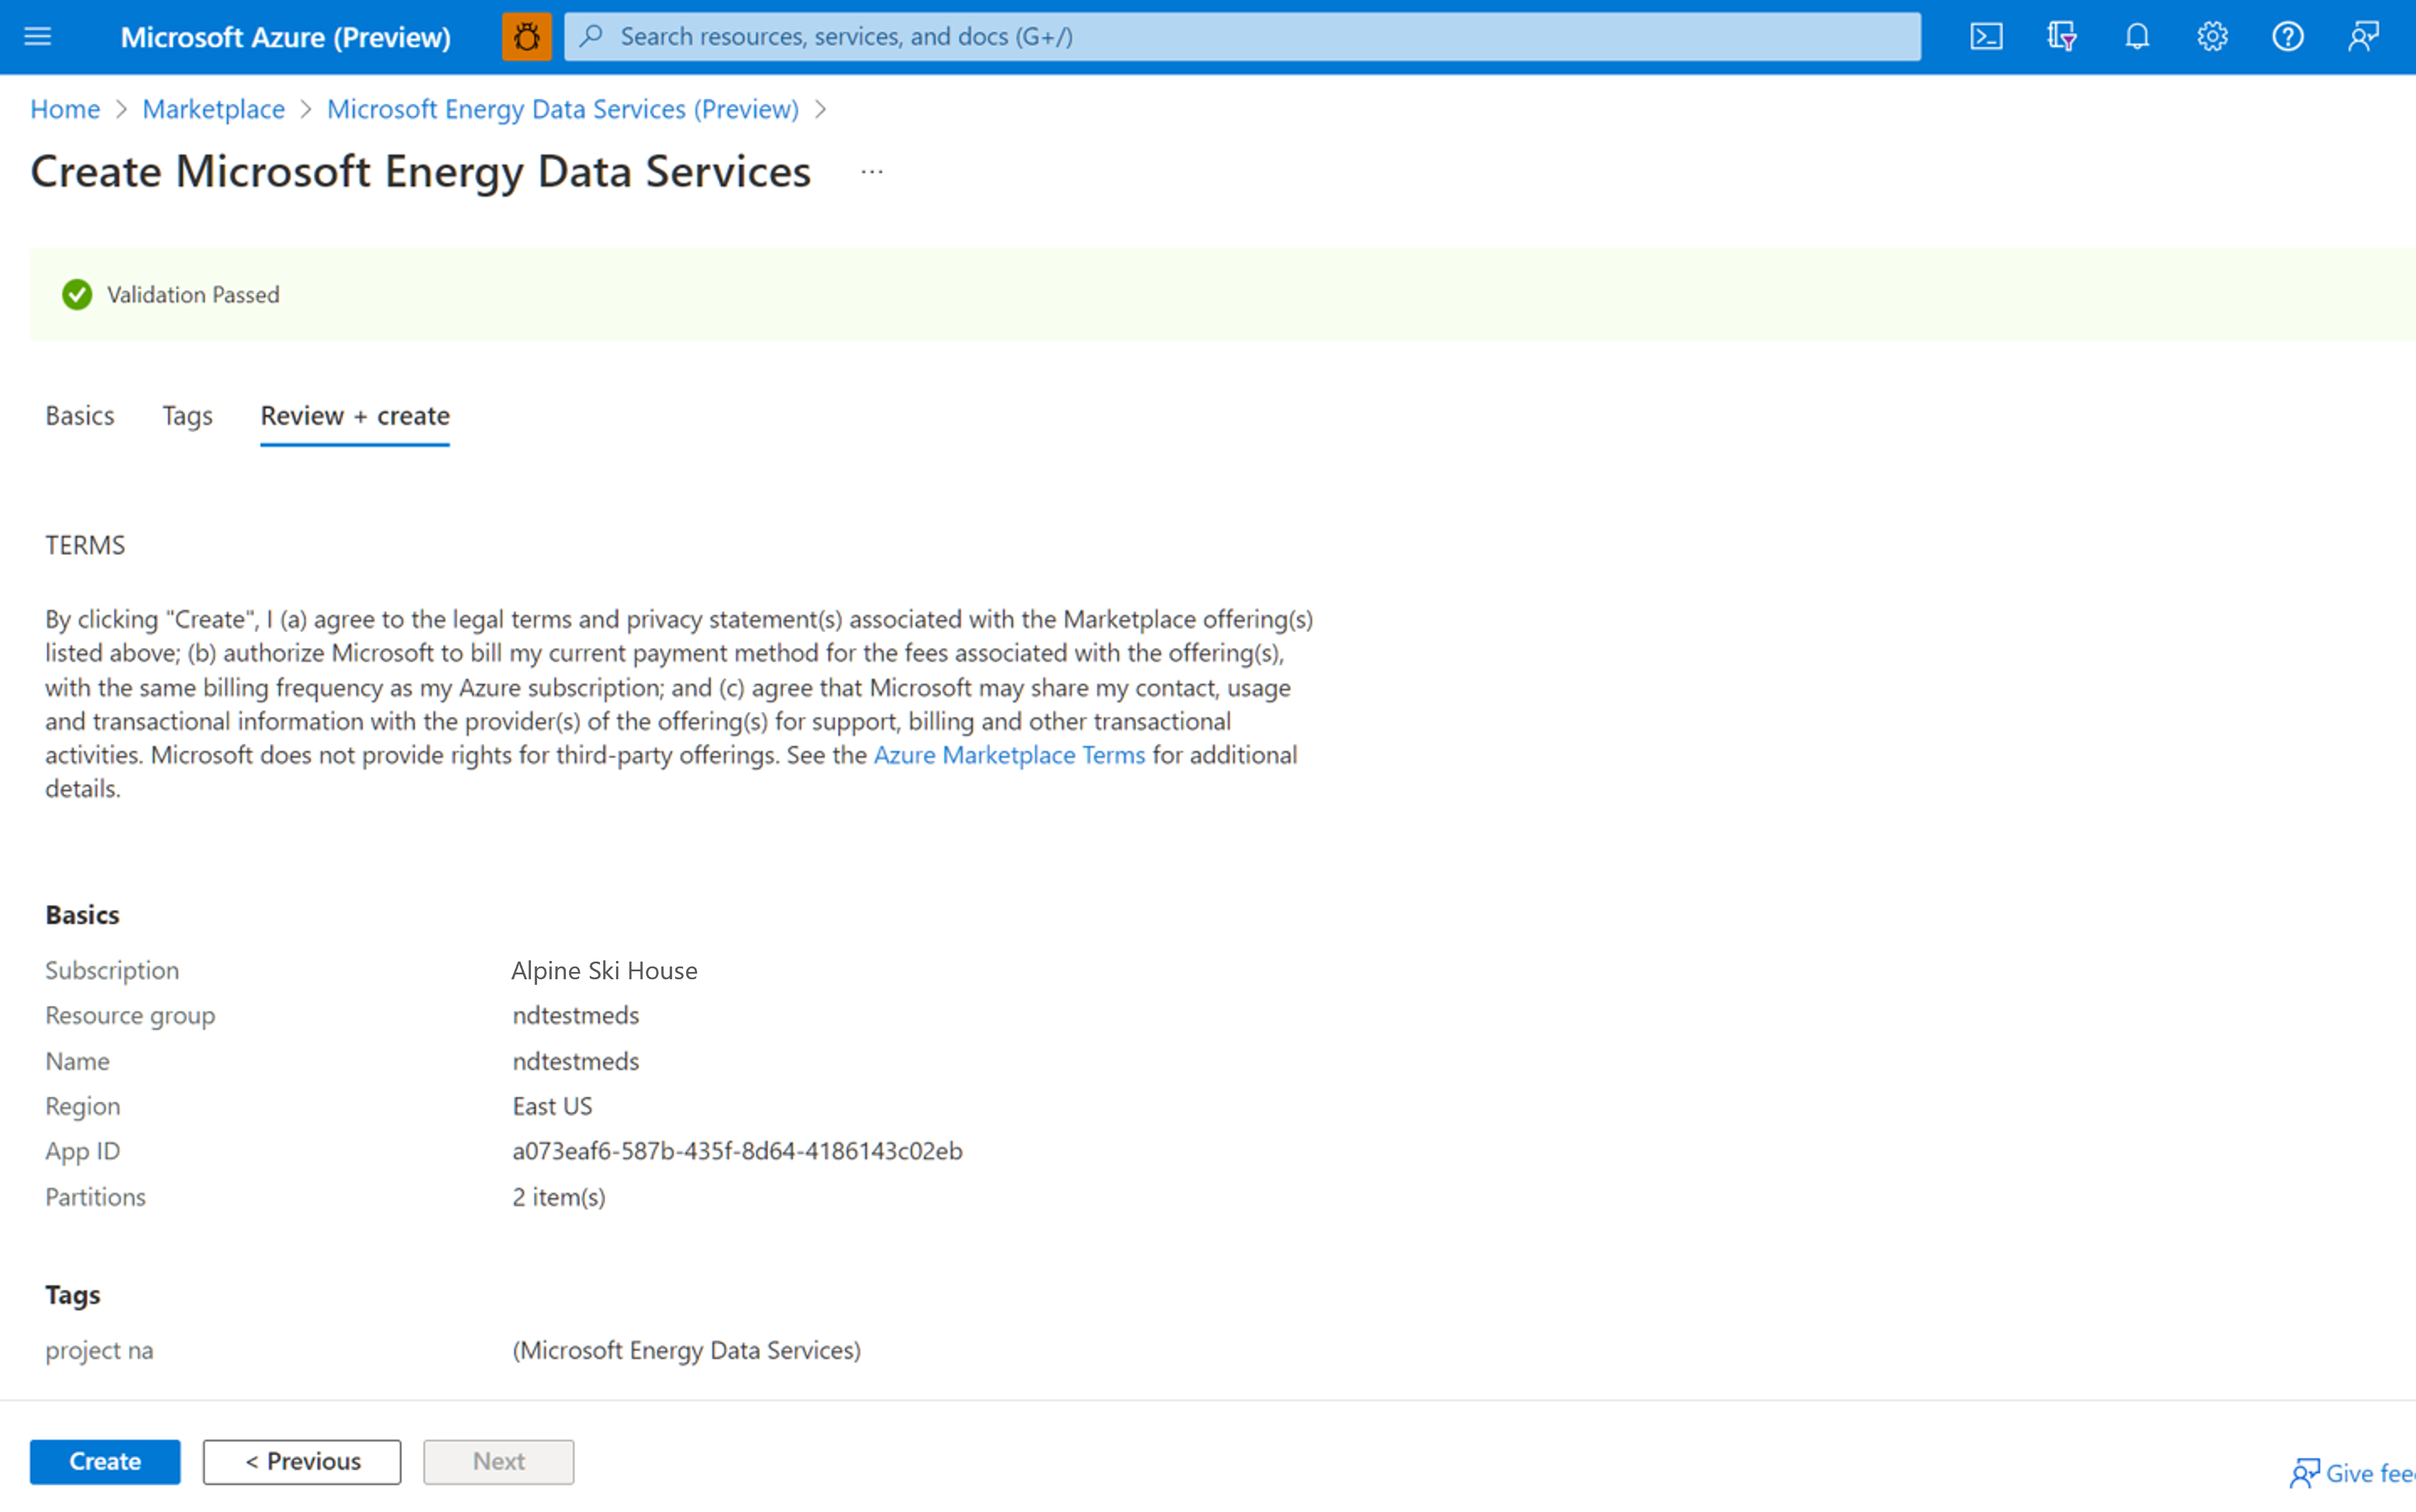 Microsoft Azure (Preview)
Search resources, services, and docs (G+/)
Home > Marketplace > Microsoft Energy Data Services (Preview) >
Create Microsoft Energy Data Services ...
Validation Passed
Basics Tags Review + create
TERMS
By clicking "Create", I (a) agree to the legal terms and privacy statement(s) associated with the Marketplace offering(s)
listed above; (b) authorize Microsoft to bill my current payment method for the fees associated with the offering(s),
with the same billing frequency as my Azure subscription; and (c) agree that Microsoft may share my contact, usage
and transactional information with the provider(s) of the offering(s) for support, billing and other transactional
activities. Microsoft does not provide rights for third-party offerings. See the Azure Marketplace Terms for additional
details.
Basics
Subscription Alpine Ski House
Resource group ndtestmeds
Name ndtestmeds
Region East US
App ID a073eaf6-587b-435f-8d64-4186143c02eb
Partitions 2 item(s)
Tags
project na (Microsoft Energy Data Services)
Create < Previous Next
Give fee